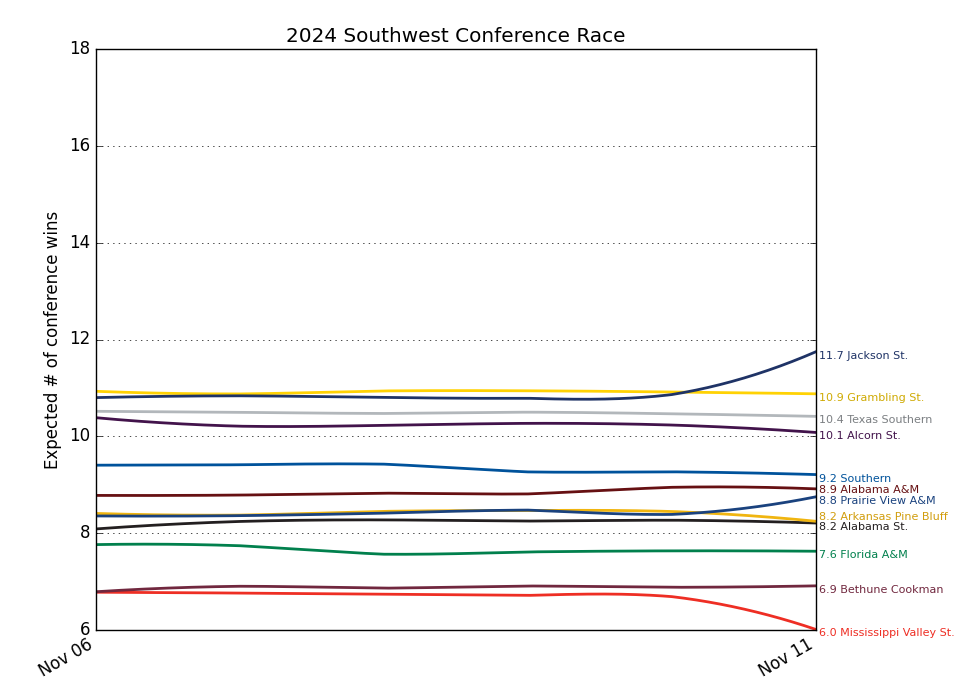 2024 Southwest Conference Race
Expected # of conference wins
18
16
14
12
10
8
6
Nov 06
Nov 11
11.7 Jackson St.
10.9 Grambling St.
10.4 Texas Southern
10.1 Alcorn St.
9.2 Southern
8.9 Alabama A&M
8.8 Prairie View A&M
8.2 Arkansas Pine Bluff
8.2 Alabama St.
7.6 Florida A&M
6.9 Bethune Cookman
6.0 Mississippi Valley St.